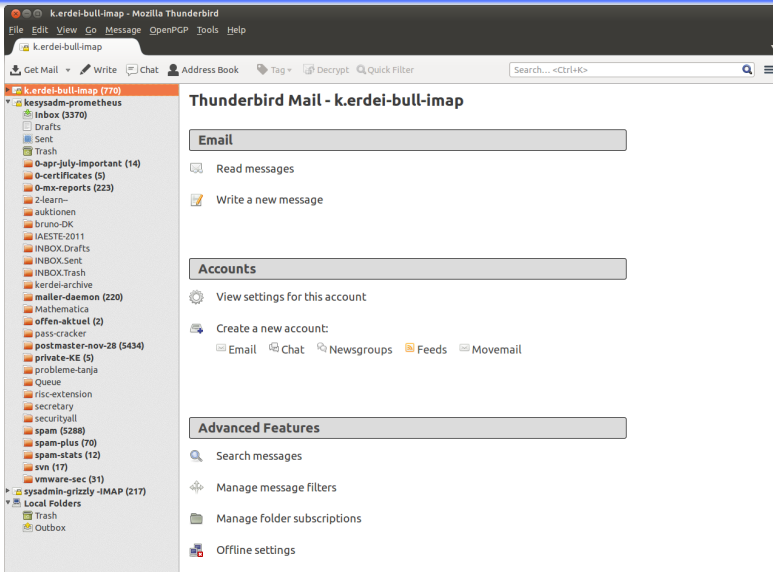 k.erdei-bull-imap - Mozilla Thunderbird
File Edit View Go Message OpenPGP Tools Help
k.erdei-bull-imap
Get Mail Write Chat Address Book Tag Decrypt Quick Filter Search... <Ctrl+K>
k.erdei-bull-imap (770)
kesysadm-prometheus
Inbox (3370)
Drafts
Sent
Trash
0-apr-july-important (14)
0-certificates (5)
0-mx-reports (223)
2-learn--
auktionen
bruno-DK
IAESTE-2011
INBOX.Drafts
INBOX.Sent
INBOX.Trash
kerdei-archive
mailer-daemon (220)
Mathematica
offen-aktuel (2)
pass-cracker
postmaster-nov-28 (5434)
private-KE (5)
probleme-tanja
Queue
risc-extension
secretary
securityall
spam (5288)
spam-plus (70)
spam-stats (12)
svn (17)
vmware-sec (31)
sysadmin-grizzly -IMAP (217)
Local Folders
Trash
Outbox
Thunderbird Mail - k.erdei-bull-imap
Email
Read messages
Write a new message
Accounts
View settings for this account
Create a new account:
Email Chat Newsgroups Feeds Movemail
Advanced Features
Search messages
Manage message filters
Manage folder subscriptions
Offline settings